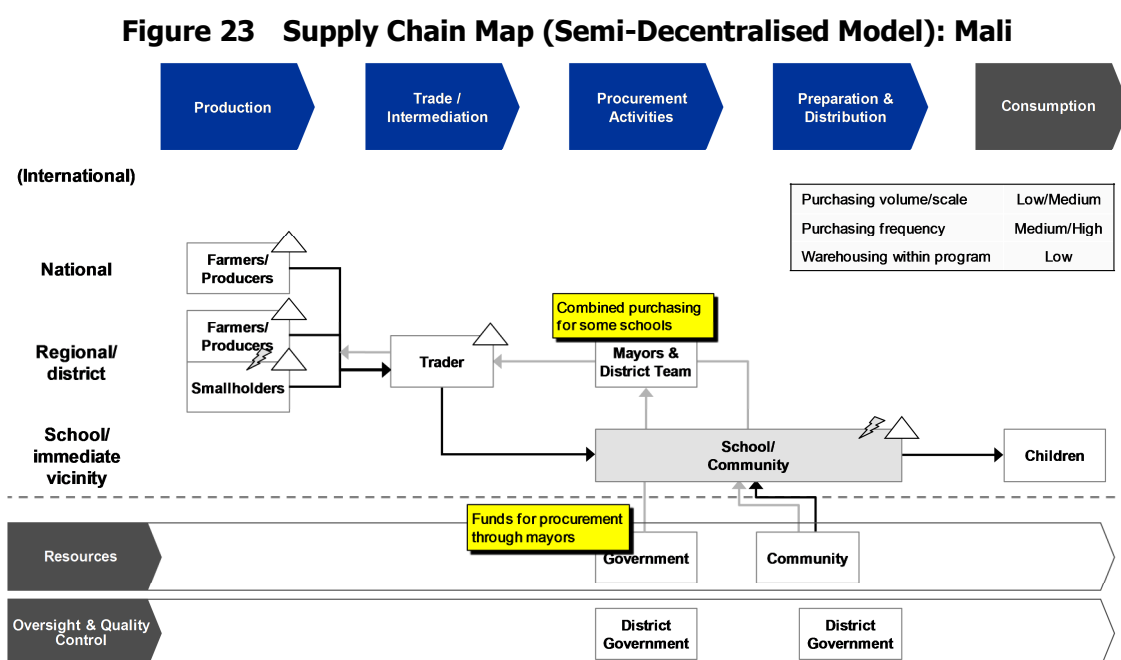 Figure 23 Supply Chain Map (Semi-Decentralised Model): Mali
Production
Trade /
Intermediation
Procurement
Activities
Preparation &
Distribution
Consumption
(International)
Purchasing volume/scale Low/Medium
Purchasing frequency Medium/High
Warehousing within program Low
National
Farmers/
Producers
Combined purchasing
for some schools
Regional/
district
Farmers/
Producers
Smallholders
Trader
Mayors &
District Team
School/
immediate
vicinity
School/
Community
Children
Funds for procurement
through mayors
Resources
Government
Community
Oversight & Quality
Control
District
Government
District
Government